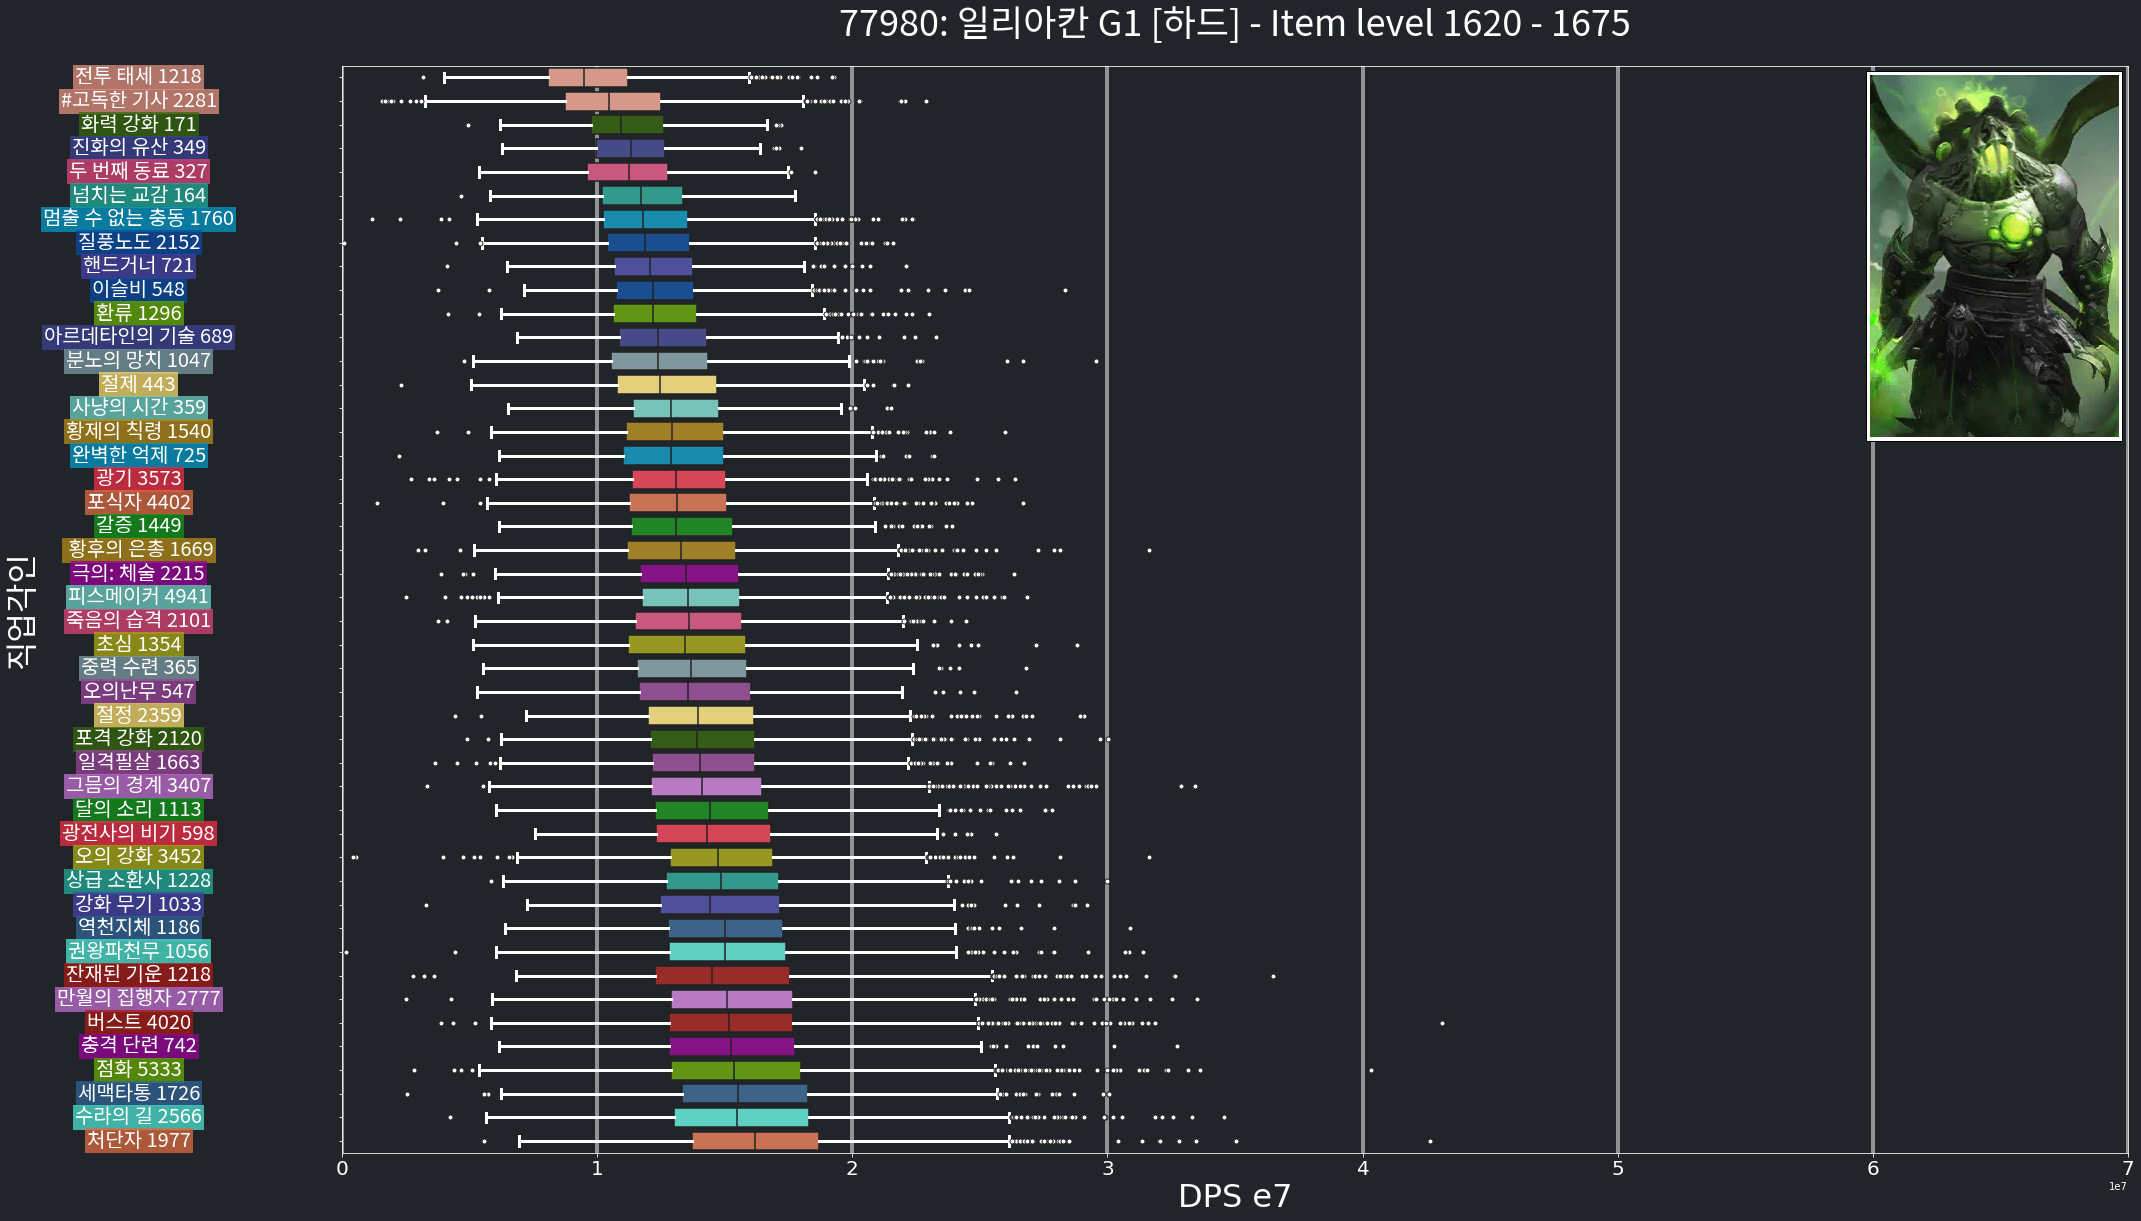 77980: 일리아칸 G1 [하드] - Item level 1620 - 1675
전투 태세 1218
#고독한 기사 2281
화력 강화 171
진화의 유산 349
두 번째 동료 327
넘치는 교감 164
멈출 수 없는 충동 1760
질풍노도 2152
핸드거너 721
이슬비 548
환류 1296
아르데타인의 기술 689
분노의 망치 1047
절제 443
사냥의 시간 359
황제의 칙령 1540
완벽한 억제 725
광기 3573
포식자 4402
갈증 1449
황후의 은총 1669
극의: 체술 2215
피스메이커 4941
죽음의 습격 2101
초심 1354
중력 수련 365
오의난무 547
절정 2359
포격 강화 2120
일격필살 1663
그믐의 경계 3407
달의 소리 1113
광전사의 비기 598
오의 강화 3452
상급 소환사 1228
강화 무기 1033
역천지체 1186
권왕파천무 1056
잔재된 기운 1218
만월의 집행자 2777
버스트 4020
충격 단련 742
점화 5333
세맥타통 1726
수라의 길 2566
처단자 1977
직업각인
0 1 2 3 4 5 6 7
DPS e7
1e7